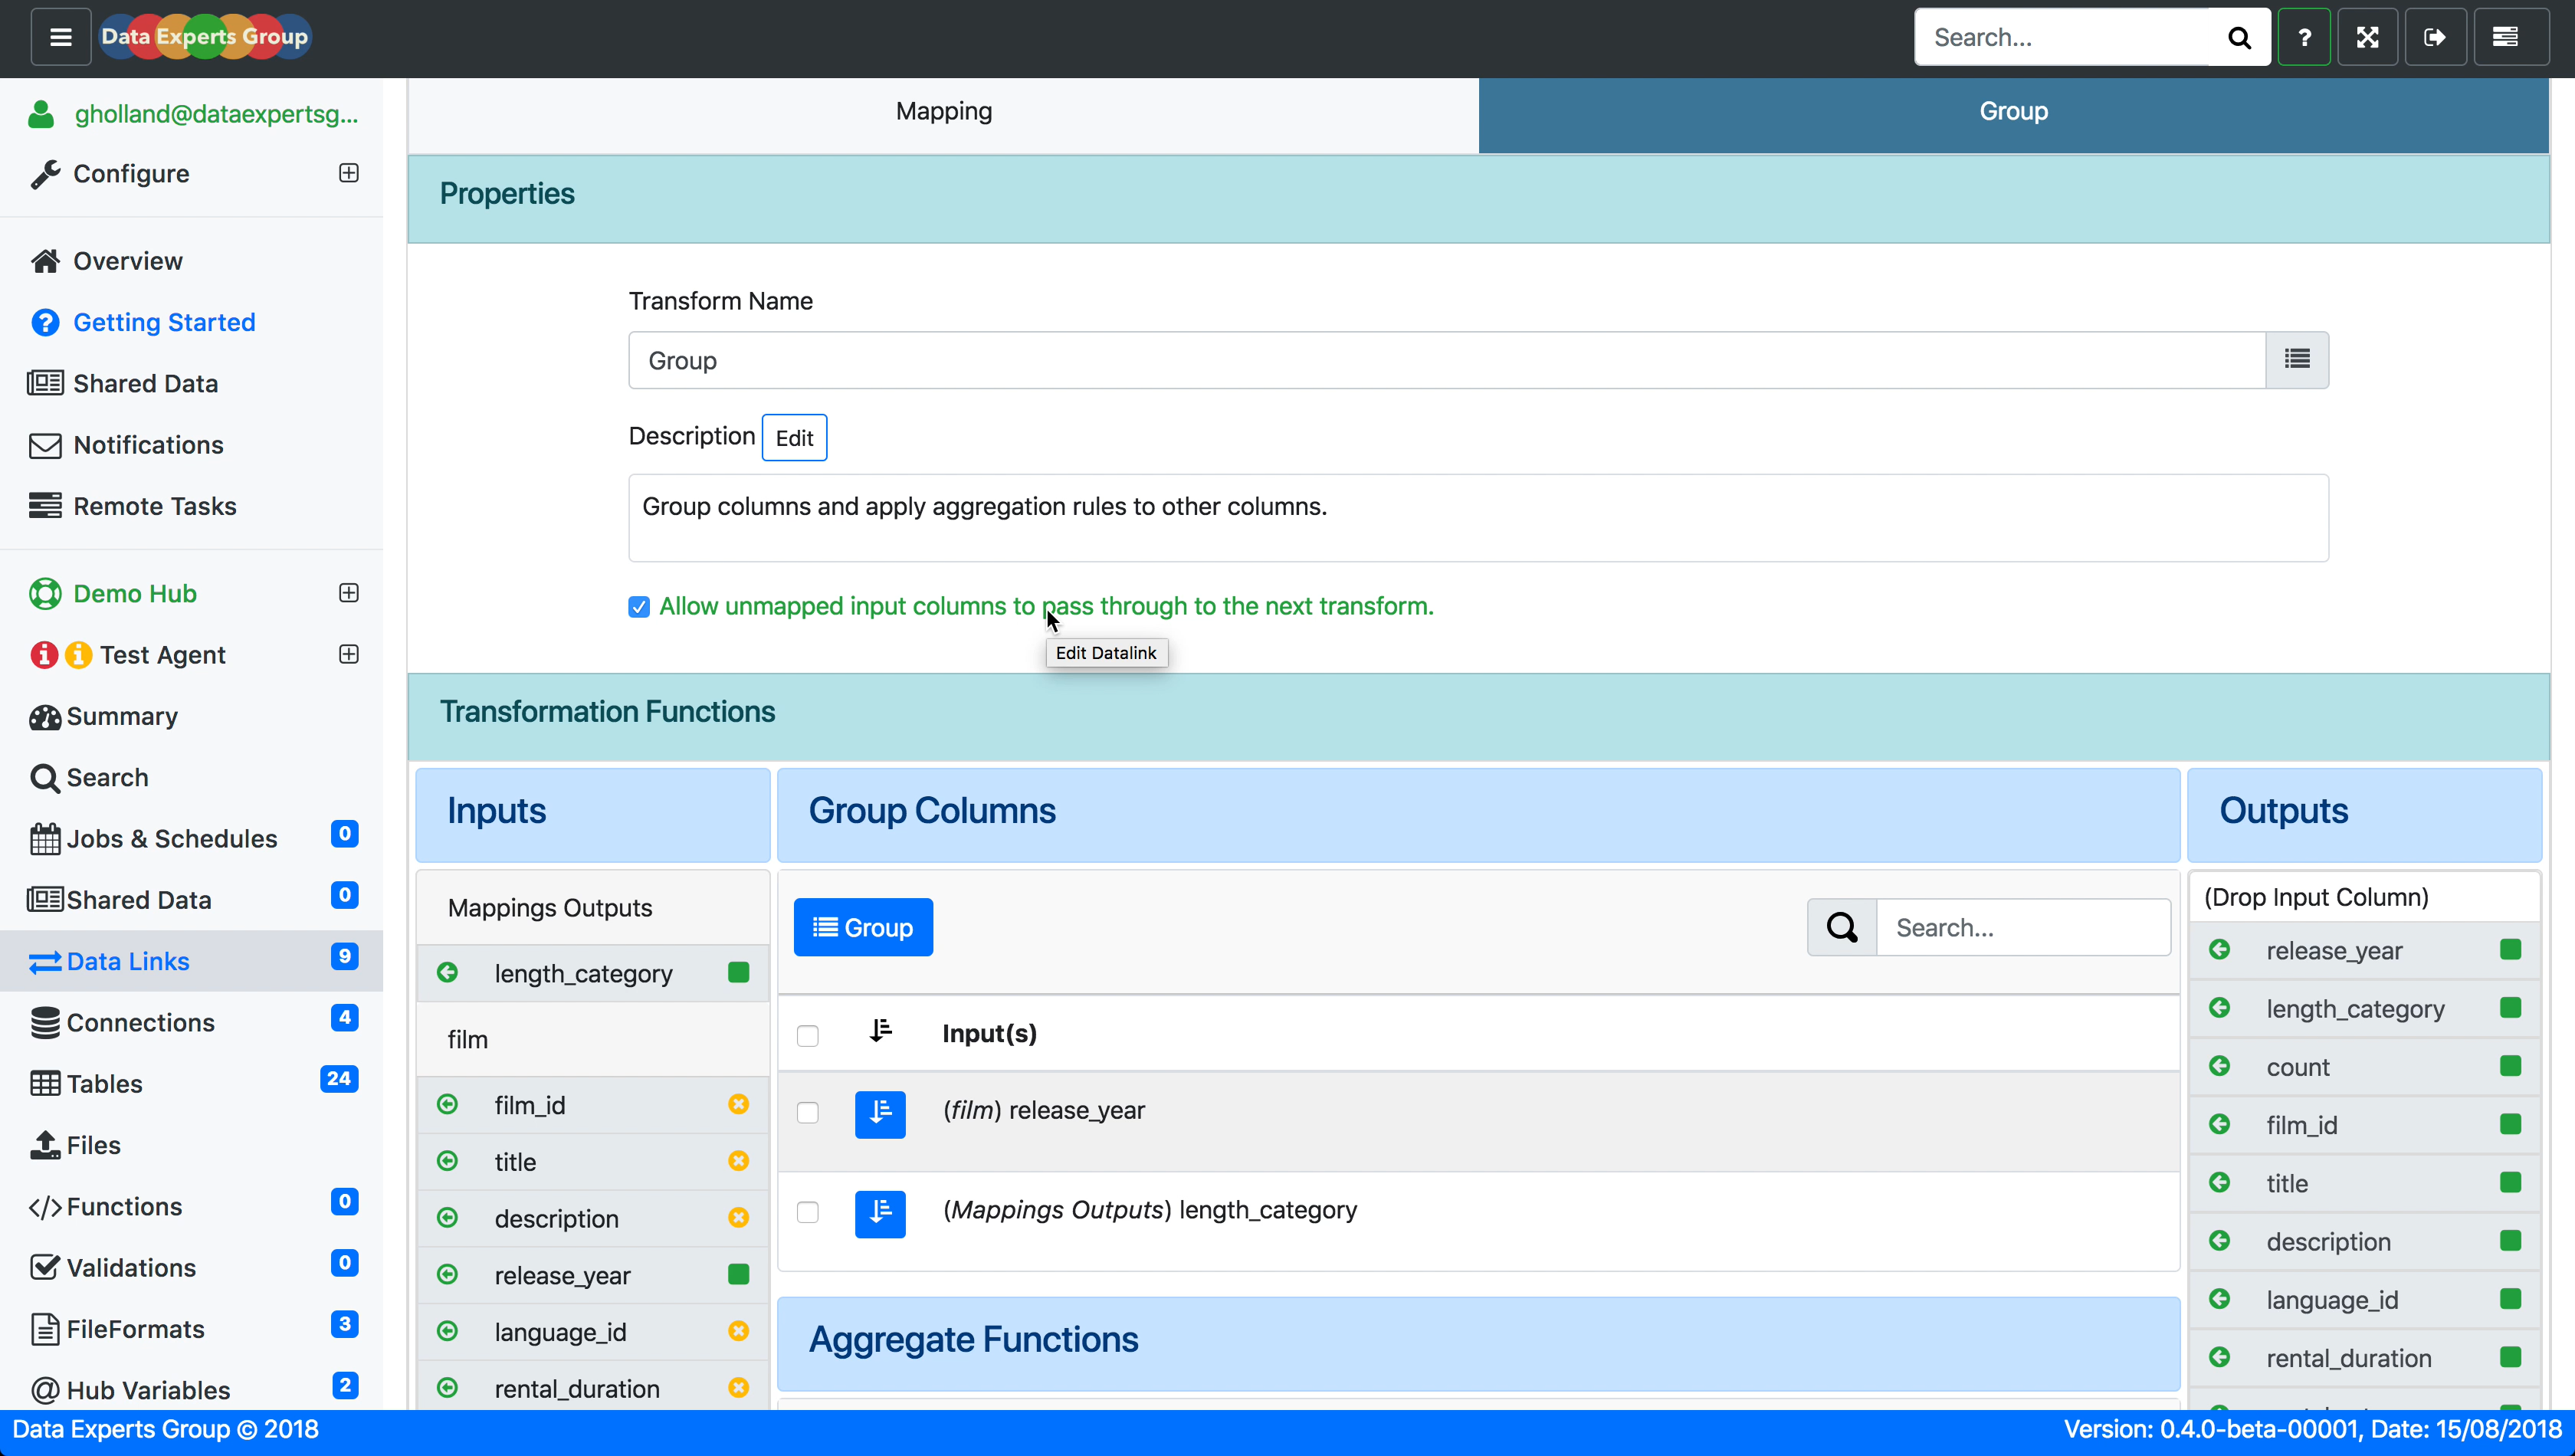 Data Experts Group
Search...
?
gholland@dataexpertsg...
Configure
Overview
Getting Started
Shared Data
Notifications
Remote Tasks
Demo Hub
Test Agent
Summary
Search
Jobs & Schedules 0
Shared Data 0
Data Links 9
Connections 4
Tables 24
Files
Functions 0
Validations 0
FileFormats 3
Hub Variables 2
Mapping
Group
Properties
Transform Name
Group
Description Edit
Group columns and apply aggregation rules to other columns.
Allow unmapped input columns to pass through to the next transform.
Edit Datalink
Transformation Functions
Inputs
Mappings Outputs
length_category
film
film_id
title
description
release_year
language_id
rental_duration
Group Columns
Group
Search...
Input(s)
(film) release_year
(Mappings Outputs) length_category
Aggregate Functions
Outputs
(Drop Input Column)
release_year
length_category
count
film_id
title
description
language_id
rental_duration
Data Experts Group © 2018
Version: 0.4.0-beta-00001, Date: 15/08/2018